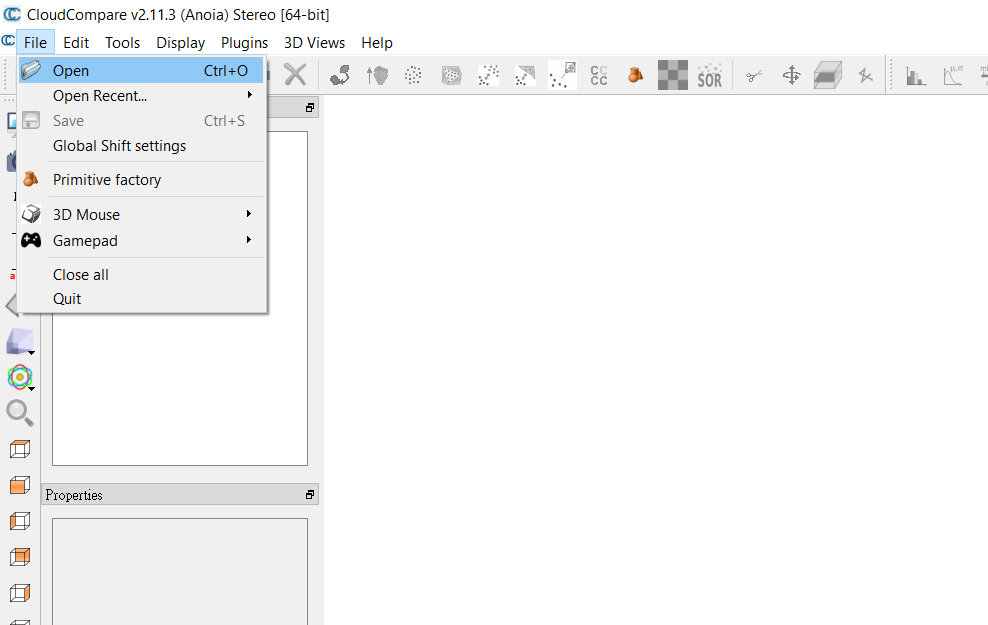 CloudCompare v2.11.3 (Anoia) Stereo [64-bit]
File Edit Tools Display Plugins 3D Views Help
Open Ctrl+O
Open Recent...
Save Ctrl+S
Global Shift settings
Primitive factory
3D Mouse
Gamepad
Close all
Quit
CC
CC
SOR
μ,σ
Properties